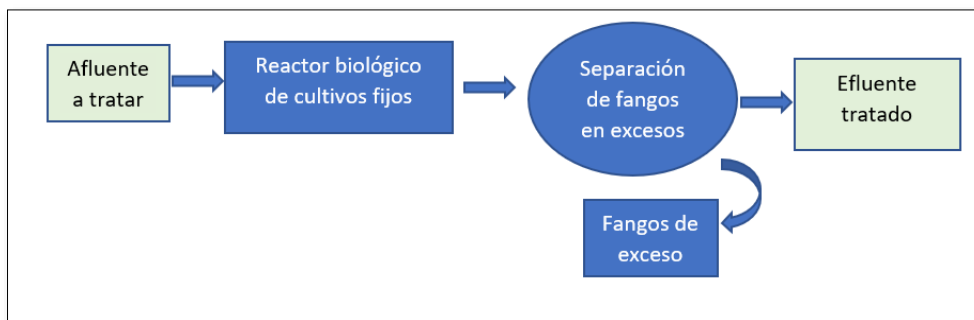 Afluente
a tratar
Reactor biológico
de cultivos fijos
Separación
de fangos
en excesos
Efluente
tratado
Fangos de
exceso